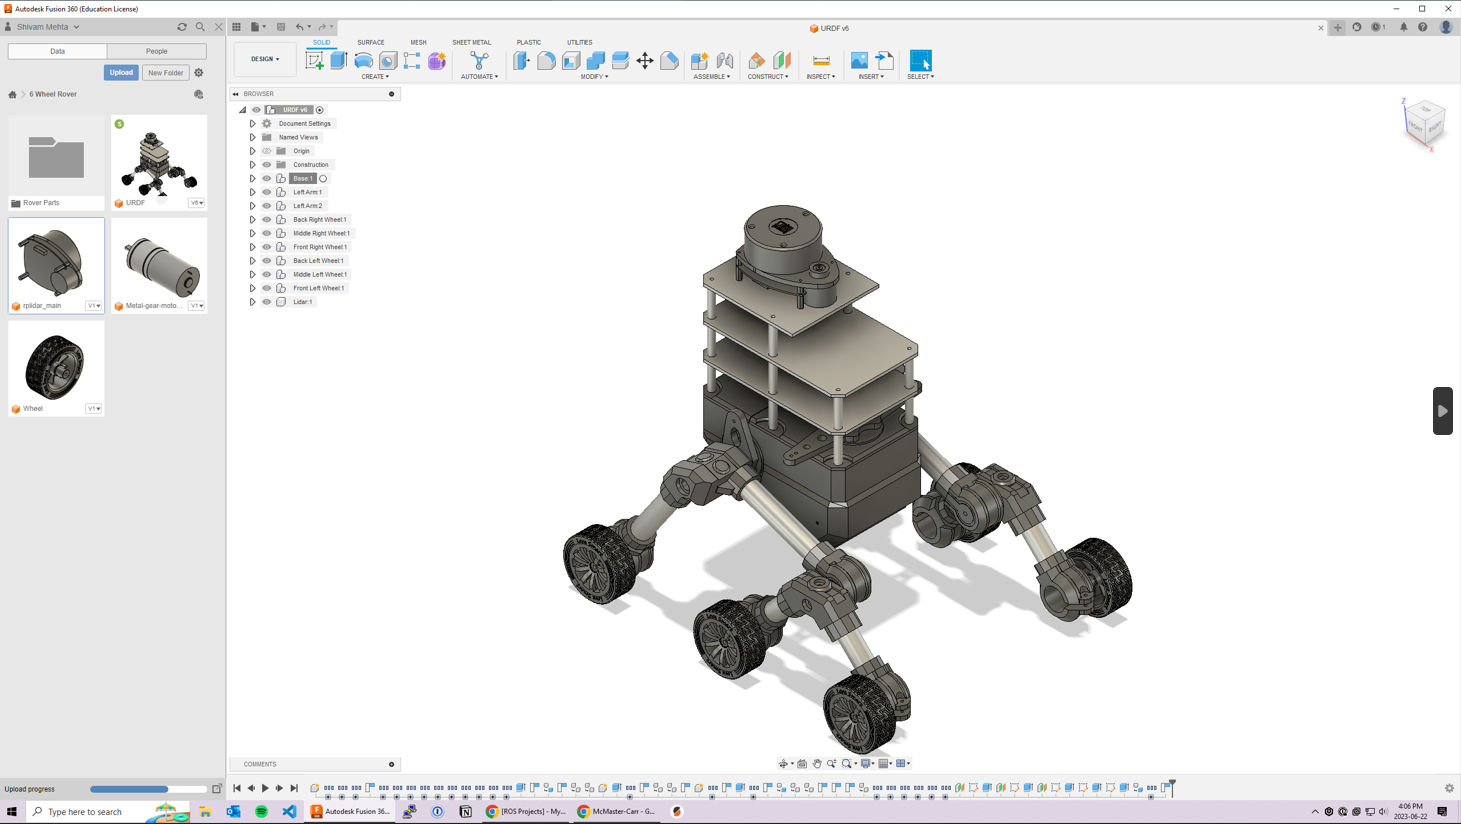 Autodesk Fusion 360 (Education License)
Shivam Mehta
URDF v6
1
Data
People
Upload
New Folder
6 Wheel Rover
Rover Parts
URDF
V6
rplidar_main
V1
Metal-gear-moto...
V1
Wheel
V1
DESIGN
SOLID
SURFACE
MESH
SHEET METAL
PLASTIC
UTILITIES
CREATE
AUTOMATE
MODIFY
ASSEMBLE
CONSTRUCT
INSPECT
INSERT
SELECT
BROWSER
URDF v6
Document Settings
Named Views
Origin
Construction
Base:1
Left Arm:1
Left Arm:2
Back Right Wheel:1
Middle Right Wheel:1
Front Right Wheel:1
Back Left Wheel:1
Middle Left Wheel:1
Front Left Wheel:1
Lidar:1
Z
TOP
FRONT
RIGHT
X
COMMENTS
Upload progress
Type here to search
Autodesk Fusion 36...
[ROS Projects] - My...
McMaster-Carr - G...
4:06 PM
2023-06-22